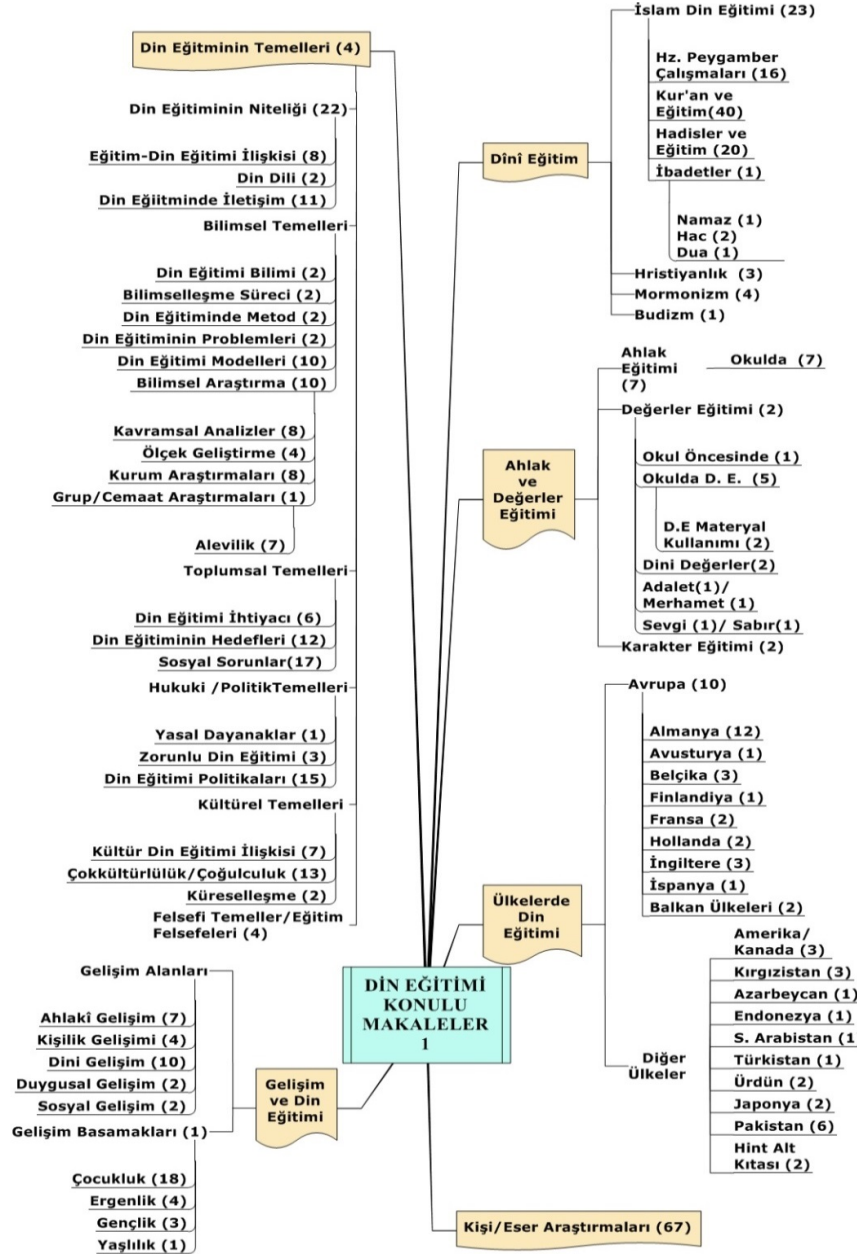 Din Eğitminin Temelleri (4)
Din Eğitiminin Niteliği (22)
Eğitim-Din Eğitimi İlişkisi (8)
Din Dili (2)
Din Eğiitminde İletişim (11)
Bilimsel Temelleri
Din Eğitimi Bilimi (2)
Bilimselleşme Süreci (2)
Din Eğitiminde Metod (2)
Din Eğitiminin Problemleri (2)
Din Eğitimi Modelleri (10)
Bilimsel Araştırma (10)
Kavramsal Analizler (8)
Ölçek Geliştirme (4)
Kurum Araştırmaları (8)
Grup/Cemaat Araştırmaları (1)
Alevilik (7)
Toplumsal Temelleri
Din Eğitimi İhtiyacı (6)
Din Eğitiminin Hedefleri (12)
Sosyal Sorunlar(17)
Hukuki /PolitikTemelleri
Yasal Dayanaklar (1)
Zorunlu Din Eğitimi (3)
Din Eğitimi Politikaları (15)
Kültürel Temelleri
Kültür Din Eğitimi İlişkisi (7)
Çokkültürlülük/Çoğulculuk (13)
Küreselleşme (2)
Felsefi Temeller/Eğitim
Felsefeleri (4)
Gelişim Alanları
Ahlakî Gelişim (7)
Kişilik Gelişimi (4)
Dini Gelişim (10)
Duygusal Gelişim (2)
Sosyal Gelişim (2)
Gelişim Basamakları (1)
Çocukluk (18)
Ergenlik (4)
Gençlik (3)
Yaşlılık (1)
Gelişim
ve Din
Eğitimi
DİN EĞİTİMİ
KONULU
MAKALELER
1
Dînî Eğitim
İslam Din Eğitimi (23)
Hz. Peygamber
Çalışmaları (16)
Kur'an ve
Eğitim(40)
Hadisler ve
Eğitim (20)
İbadetler (1)
Namaz (1)
Hac (2)
Dua (1)
Hristiyanlık (3)
Mormonizm (4)
Budizm (1)
Ahlak
ve
Değerler
Eğitimi
Ahlak
Eğitimi
(7)
Okulda (7)
Değerler Eğitimi (2)
Okul Öncesinde (1)
Okulda D. E. (5)
D.E Materyal
Kullanımı (2)
Dini Değerler(2)
Adalet(1)/
Merhamet (1)
Sevgi (1)/ Sabır(1)
Karakter Eğitimi (2)
Ülkelerde
Din
Eğitimi
Avrupa (10)
Almanya (12)
Avusturya (1)
Belçika (3)
Finlandiya (1)
Fransa (2)
Hollanda (2)
İngiltere (3)
İspanya (1)
Balkan Ülkeleri (2)
Diğer
Ülkeler
Amerika/
Kanada (3)
Kırgızistan (3)
Azarbeycan (1)
Endonezya (1)
S. Arabistan (1
Türkistan (1)
Ürdün (2)
Japonya (2)
Pakistan (6)
Hint Alt
Kıtası (2)
Kişi/Eser Araştırmaları (67)